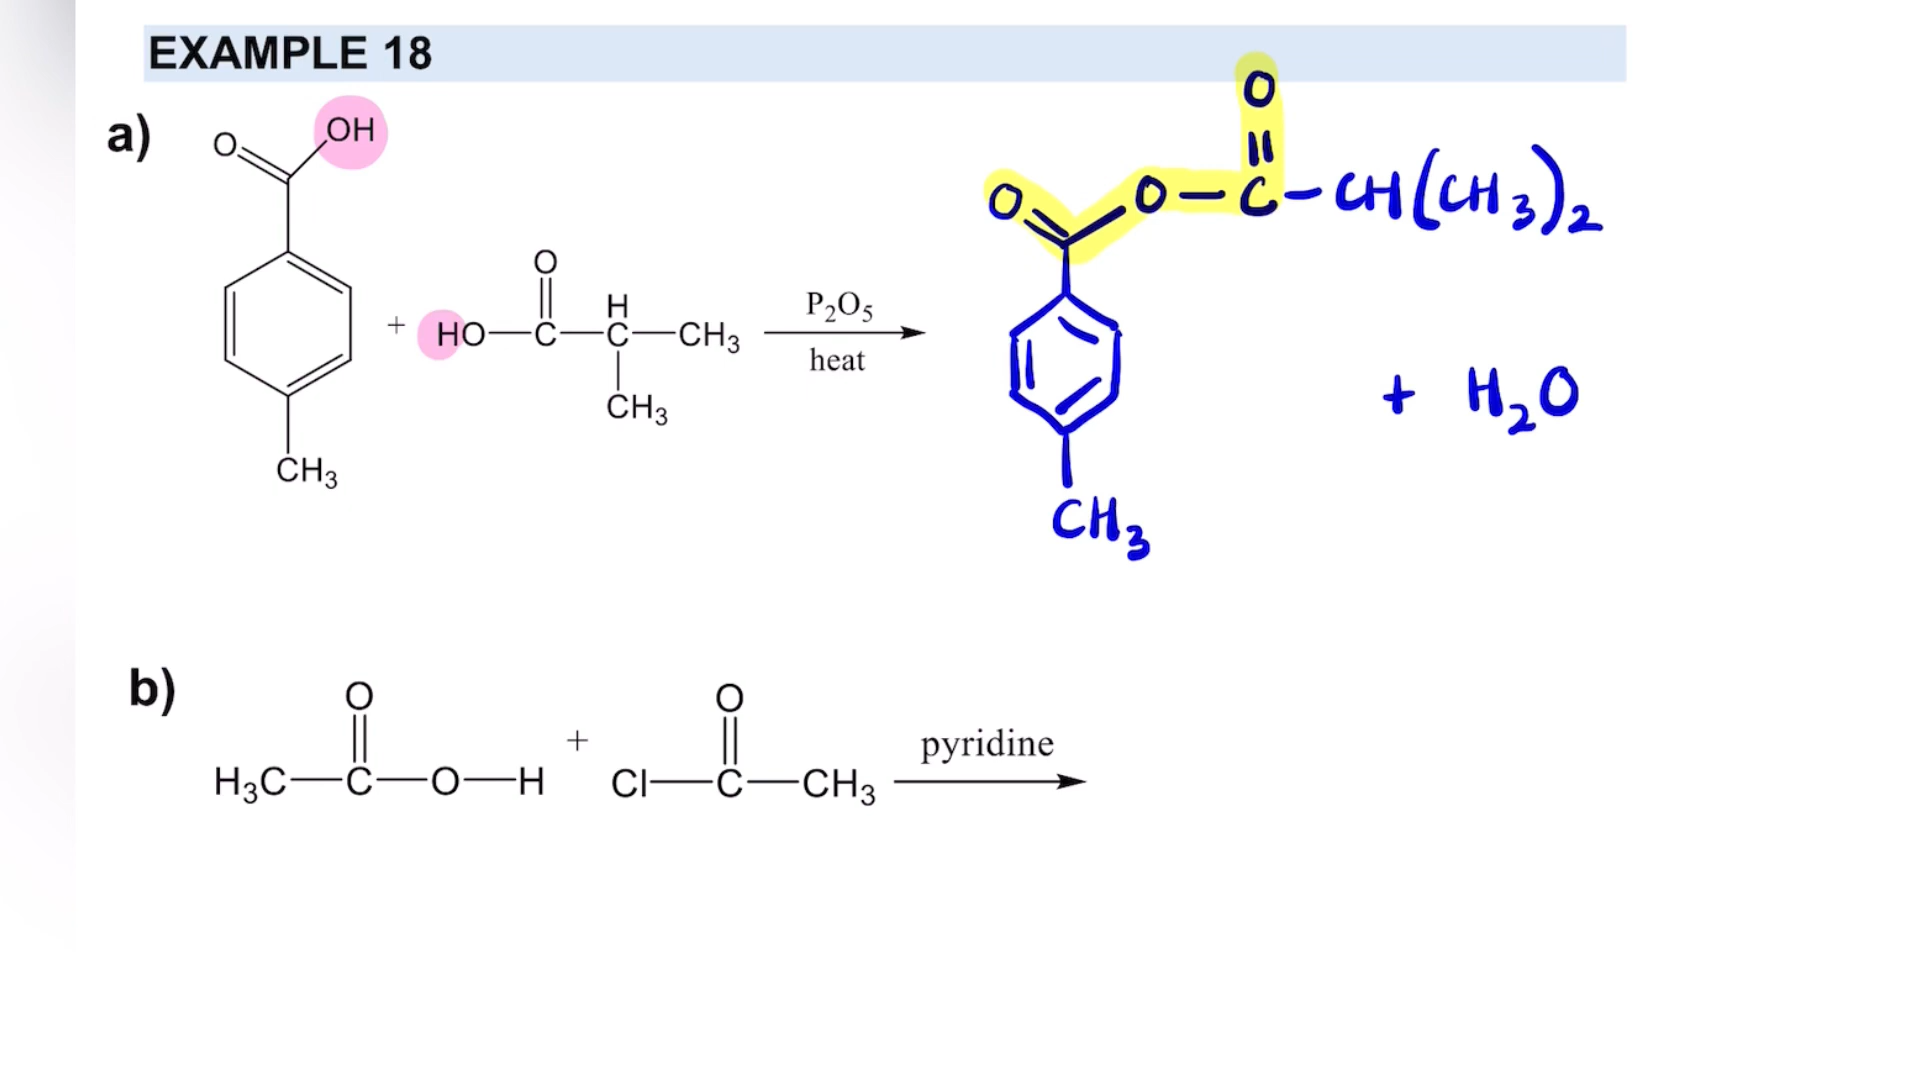 EXAMPLE 18
a)
O OH
CH₃
+ HO—C—C—CH₃
O
H
CH₃
P₂O₅
heat
O
O O—C—CH(CH₃)₂
CH₃
+ H₂O
b)
O O
H₃C—C—O—H + Cl—C—CH₃
pyridine